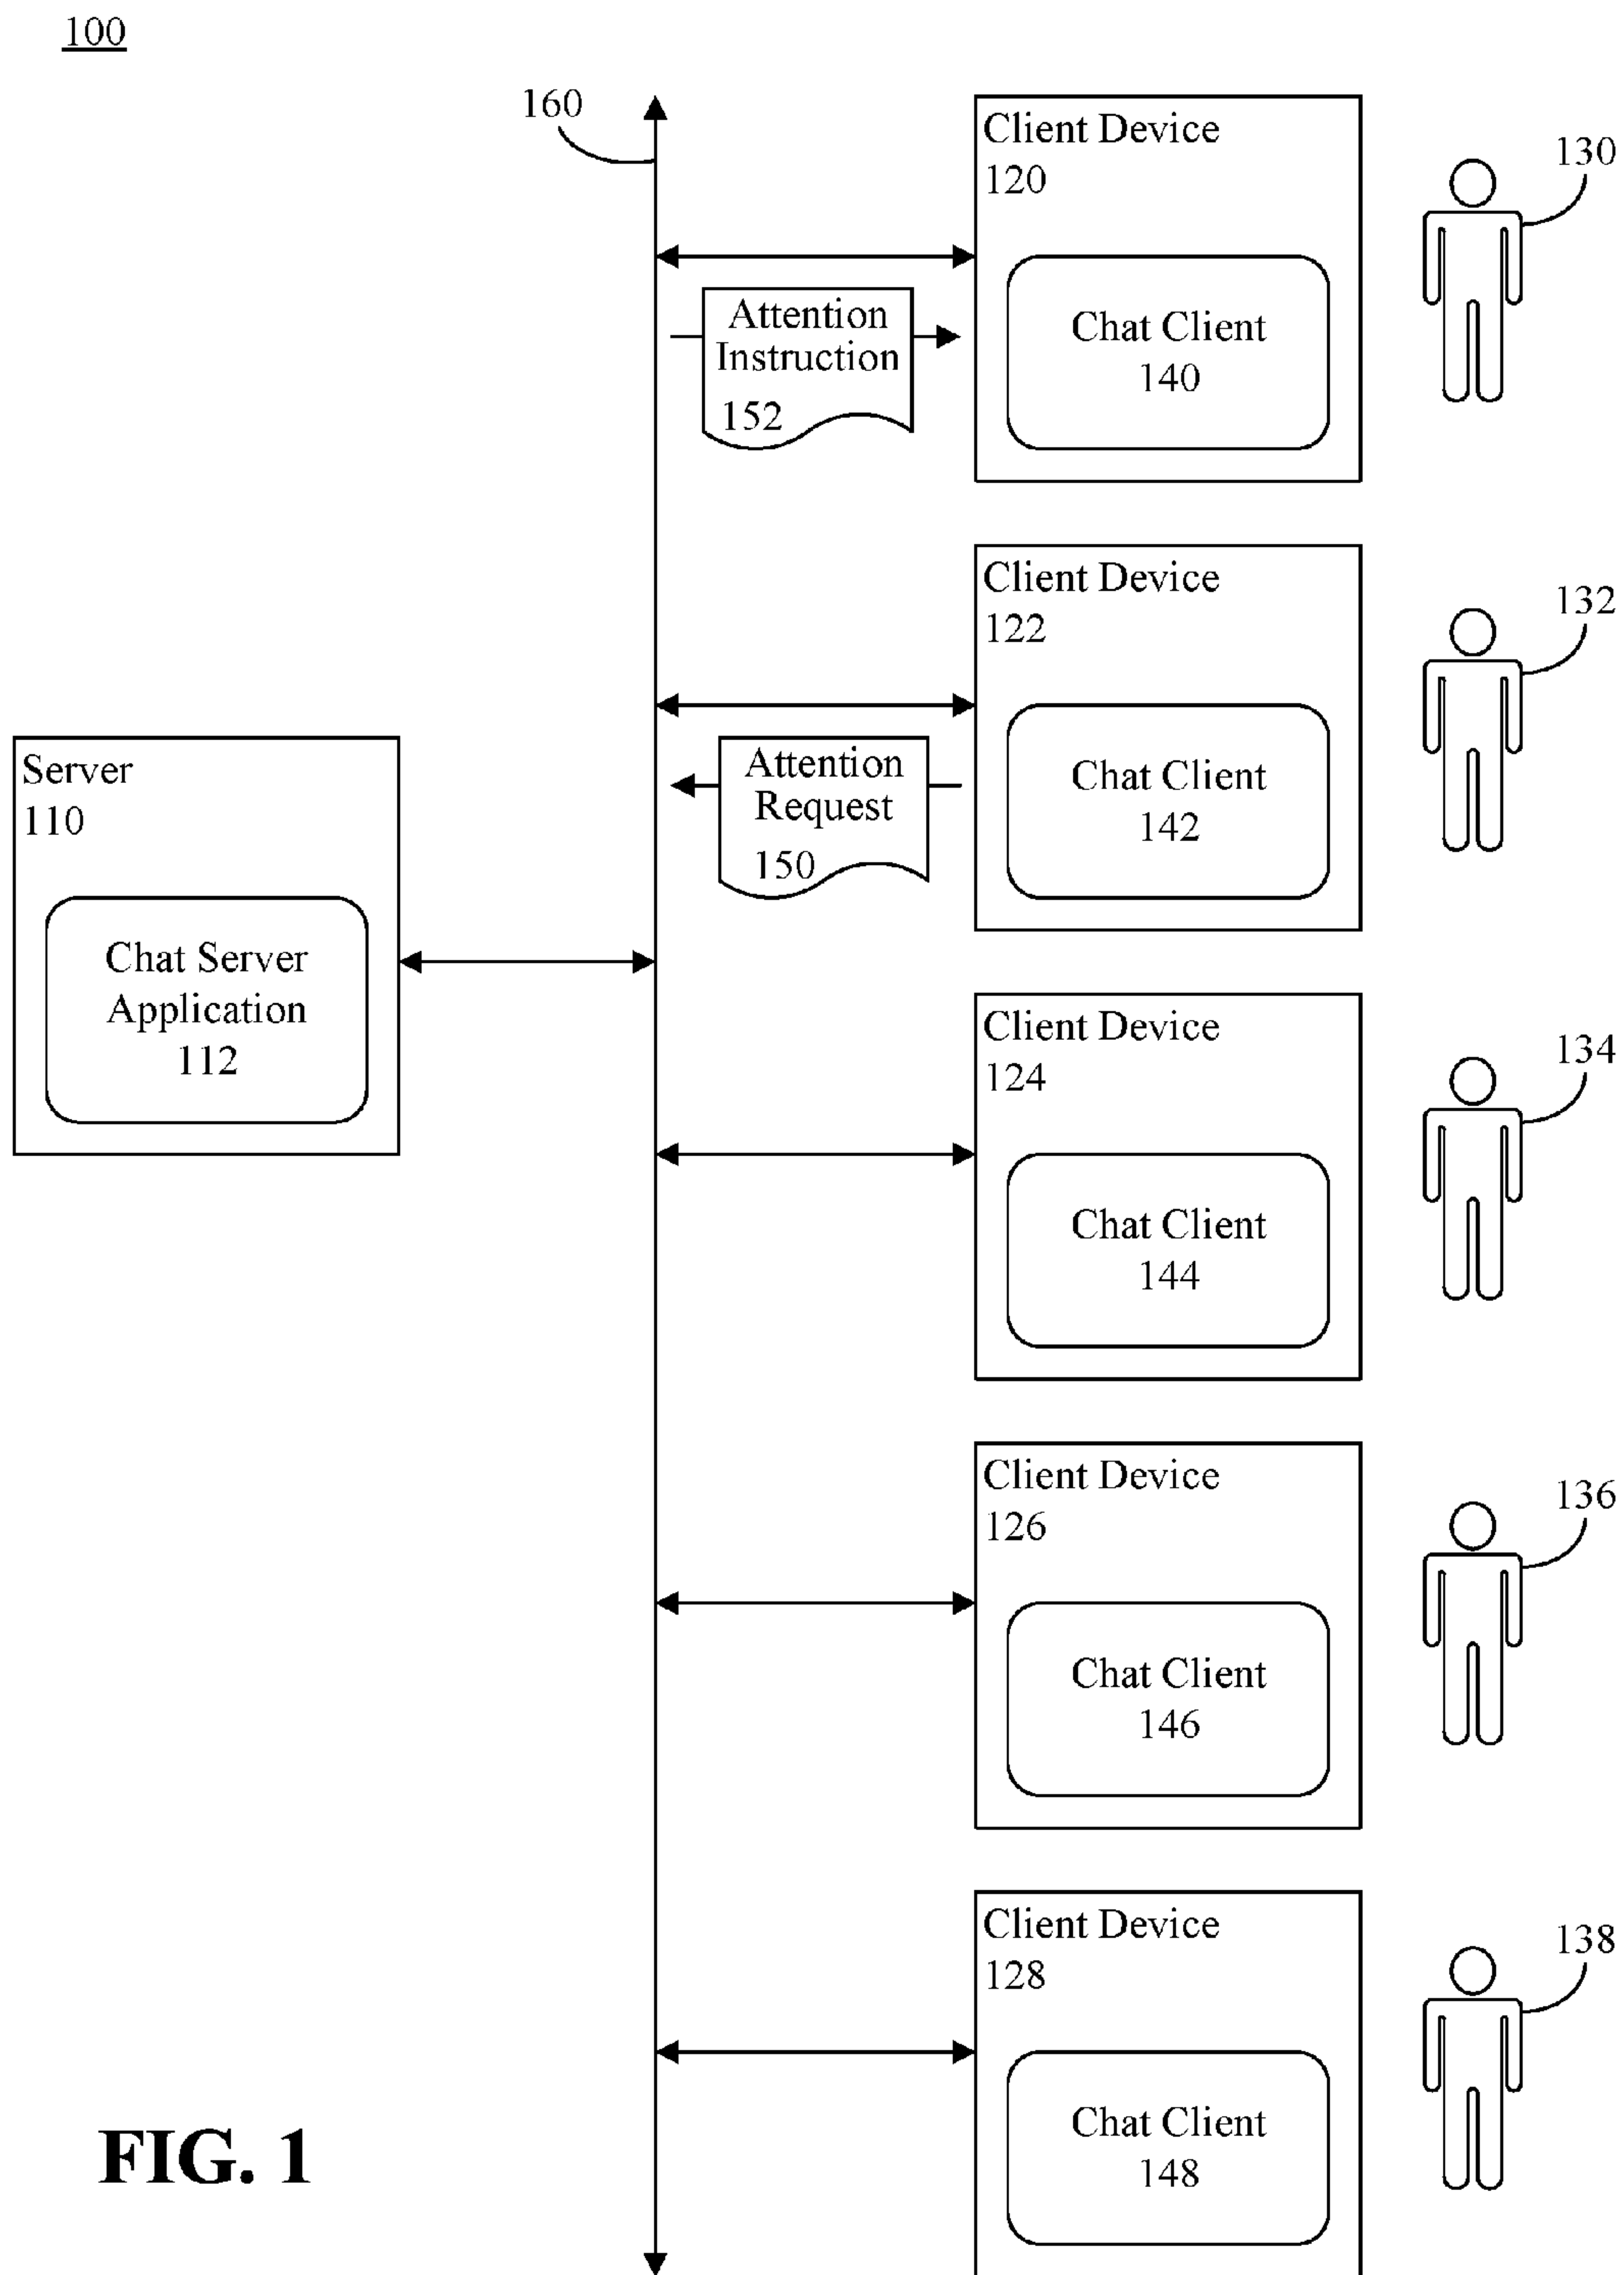 100
160
Client Device
120
130
Attention
Instruction
152
Chat Client
140
Client Device
122
132
Attention
Request
150
Chat Client
142
Server
110
Chat Server
Application
112
Client Device
124
134
Chat Client
144
Client Device
126
136
Chat Client
146
Client Device
128
138
Chat Client
148
FIG. 1